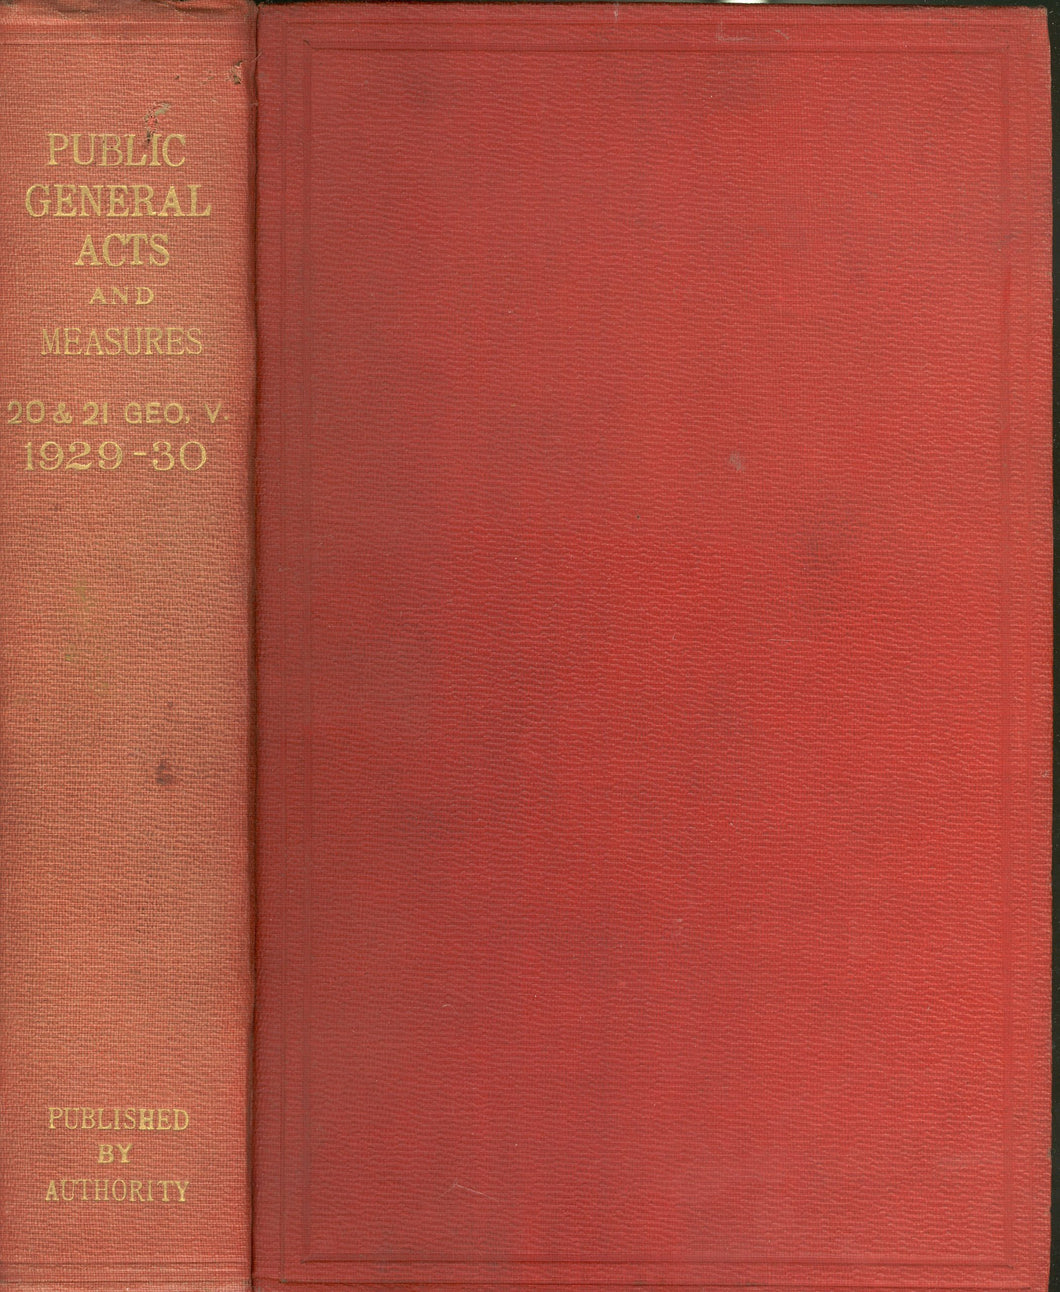 PUBLIC
GENERAL
ACTS
AND
MEASURES
20 & 21 GEO, V.
1929-30
PUBLISHED
BY
AUTHORITY